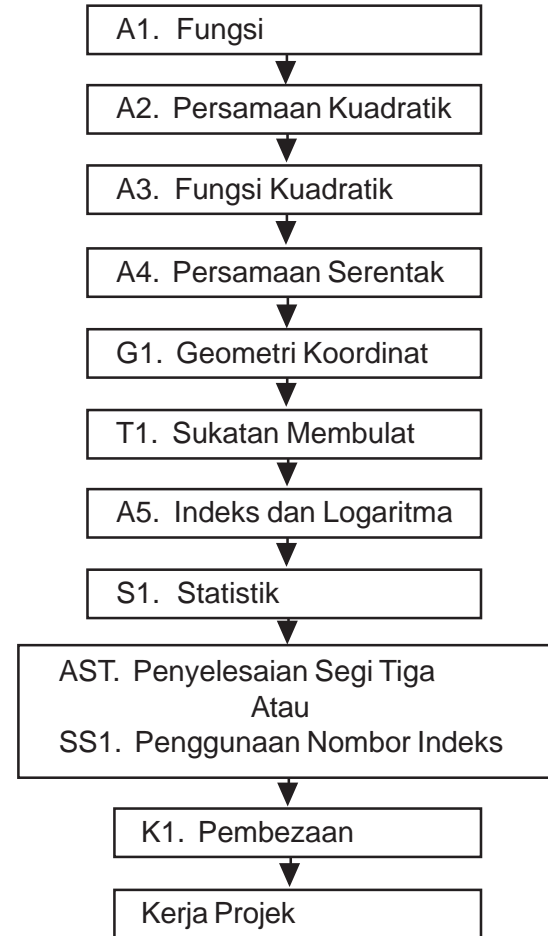 A1. Fungsi
A2. Persamaan Kuadratik
A3. Fungsi Kuadratik
A4. Persamaan Serentak
G1. Geometri Koordinat
T1. Sukatan Membulat
A5. Indeks dan Logaritma
S1. Statistik
AST. Penyelesaian Segi Tiga
Atau
SS1. Penggunaan Nombor Indeks
K1. Pembezaan
Kerja Projek